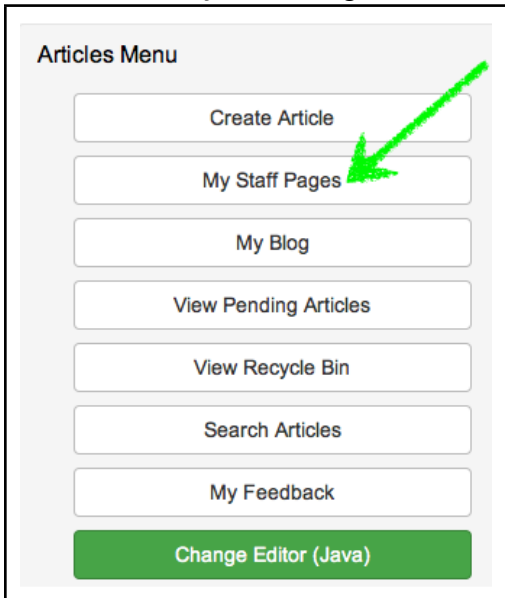 Articles Menu
Create Article
My Staff Pages
My Blog
View Pending Articles
View Recycle Bin
Search Articles
My Feedback
Change Editor (Java)